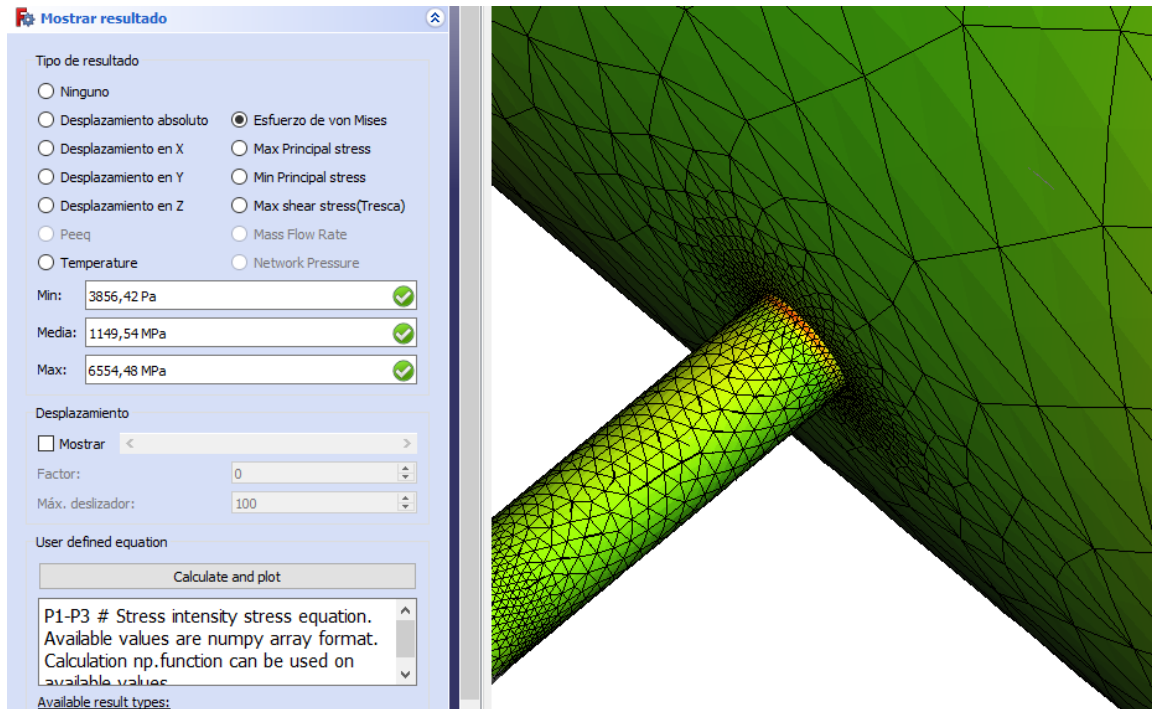 Mostrar resultado
Tipo de resultado
Ninguno
Desplazamiento absoluto Esfuerzo de von Mises
Desplazamiento en X Max Principal stress
Desplazamiento en Y Min Principal stress
Desplazamiento en Z Max shear stress(Tresca)
Peeq Mass Flow Rate
Temperature Network Pressure
Min: 3856,42 Pa
Media: 1149,54 MPa
Max: 6554,48 MPa
Desplazamiento
Mostrar
Factor: 0
Máx. deslizador: 100
User defined equation
Calculate and plot
P1-P3 # Stress intensity stress equation.
Available values are numpy array format.
Calculation np.function can be used on
available values
Available result types: